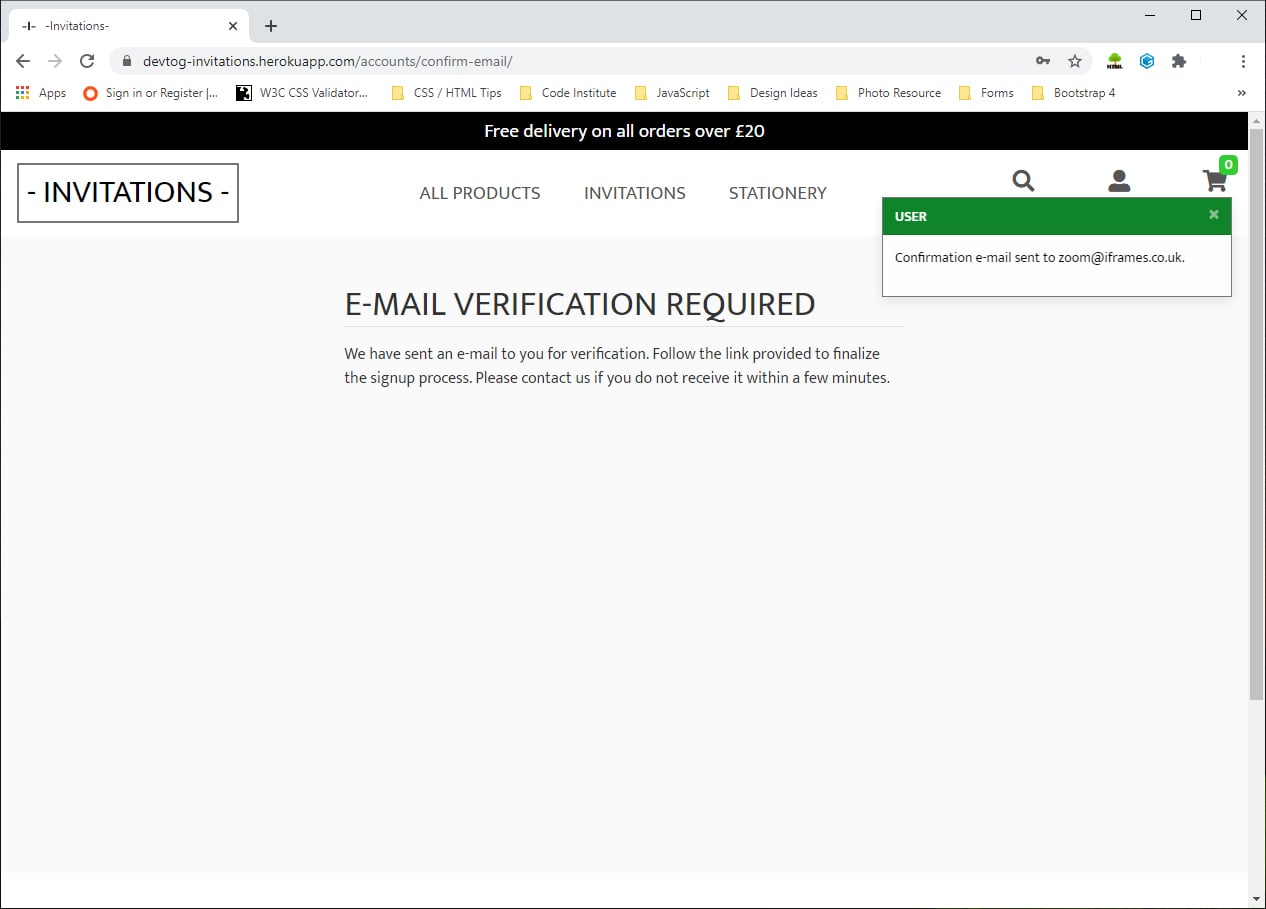 -I- -Invitations-
devtog-invitations.herokuapp.com/accounts/confirm-email/
Apps Sign in or Register |... W3C CSS Validator... CSS / HTML Tips Code Institute JavaScript Design Ideas Photo Resource Forms Bootstrap 4 »
Free delivery on all orders over £20
- INVITATIONS - ALL PRODUCTS INVITATIONS STATIONERY 0
USER ×
Confirmation e-mail sent to zoom@iframes.co.uk.
E-MAIL VERIFICATION REQUIRED
We have sent an e-mail to you for verification. Follow the link provided to finalize
the signup process. Please contact us if you do not receive it within a few minutes.